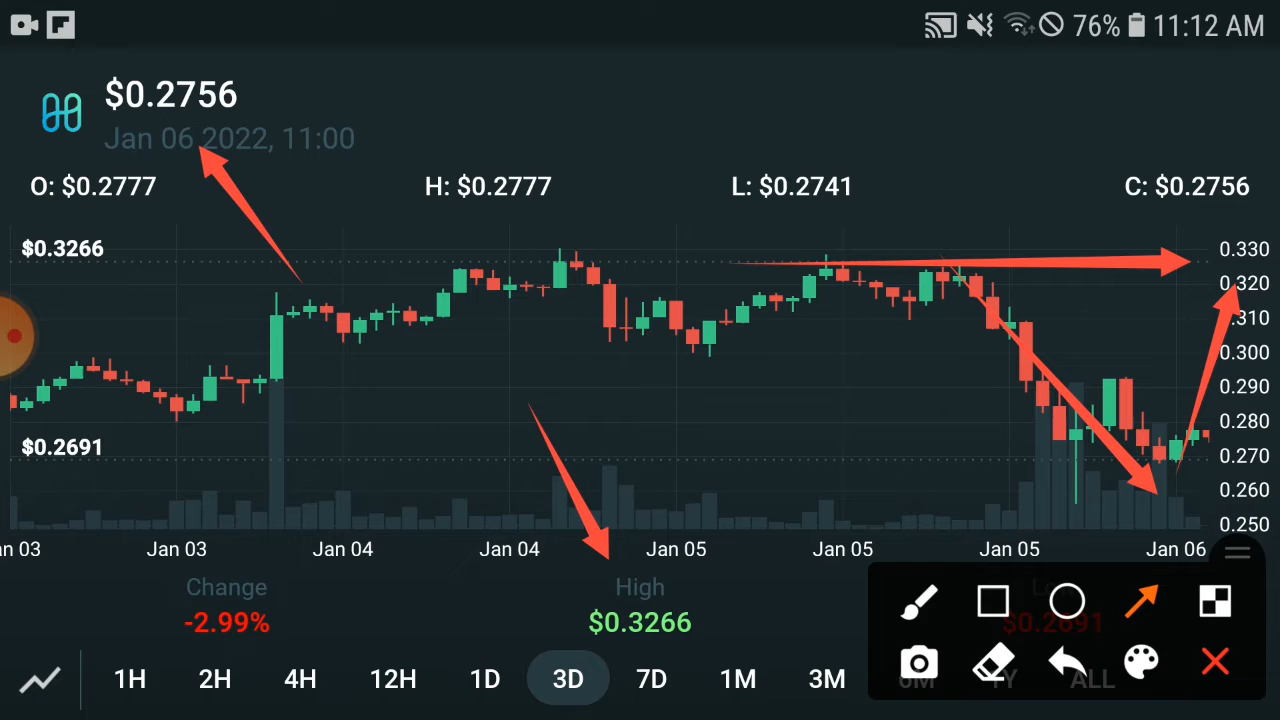 76% 11:12 AM
$0.2756
Jan 06 2022, 11:00
O: $0.2777 H: $0.2777 L: $0.2741 C: $0.2756
$0.3266
0.330
0.320
0.310
0.300
0.290
0.280
$0.2691
0.270
0.260
0.250
Jan 03 Jan 04 Jan 04 Jan 05 Jan 05 Jan 05 Jan 06
Change High
-2.99% $0.3266 $0.2691
1H 2H 4H 12H 1D 3D 7D 1M 3M ALL